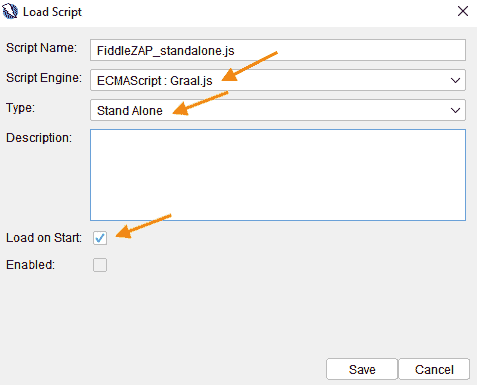 Load Script
Script Name: FiddleZAP_standalone.js
Script Engine: ECMAScript : Graal.js
Type: Stand Alone
Description:
Load on Start:
Enabled:
Save Cancel